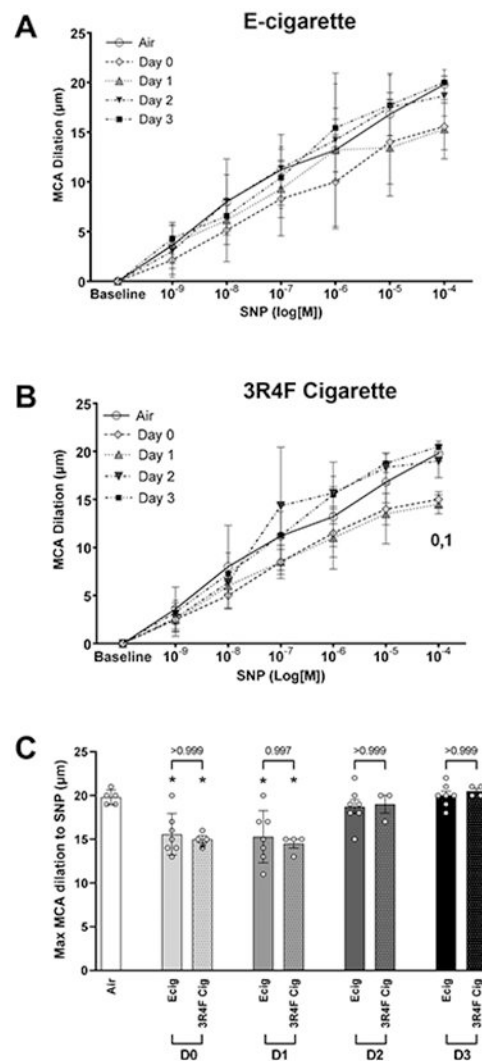 A
E-cigarette
Air
Day 0
Day 1
Day 2
Day 3
MCA Dilation (µm)
25
20
15
10
5
0
Baseline 10-9 10-8 10-7 10-6 10-5 10-4
SNP (log[M])
B
3R4F Cigarette
Air
Day 0
Day 1
Day 2
Day 3
MCA Dilation (µm)
25
20
15
10
5
0
0,1
Baseline 10-9 10-8 10-7 10-6 10-5 10-4
SNP (Log[M])
C
>0.999 0.997 >0.999 >0.999
* * * *
Max MCA dilation to SNP (µm)
25
20
15
10
5
0
Air Ecig 3R4F Cig Ecig 3R4F Cig Ecig 3R4F Cig Ecig 3R4F Cig
D0 D1 D2 D3